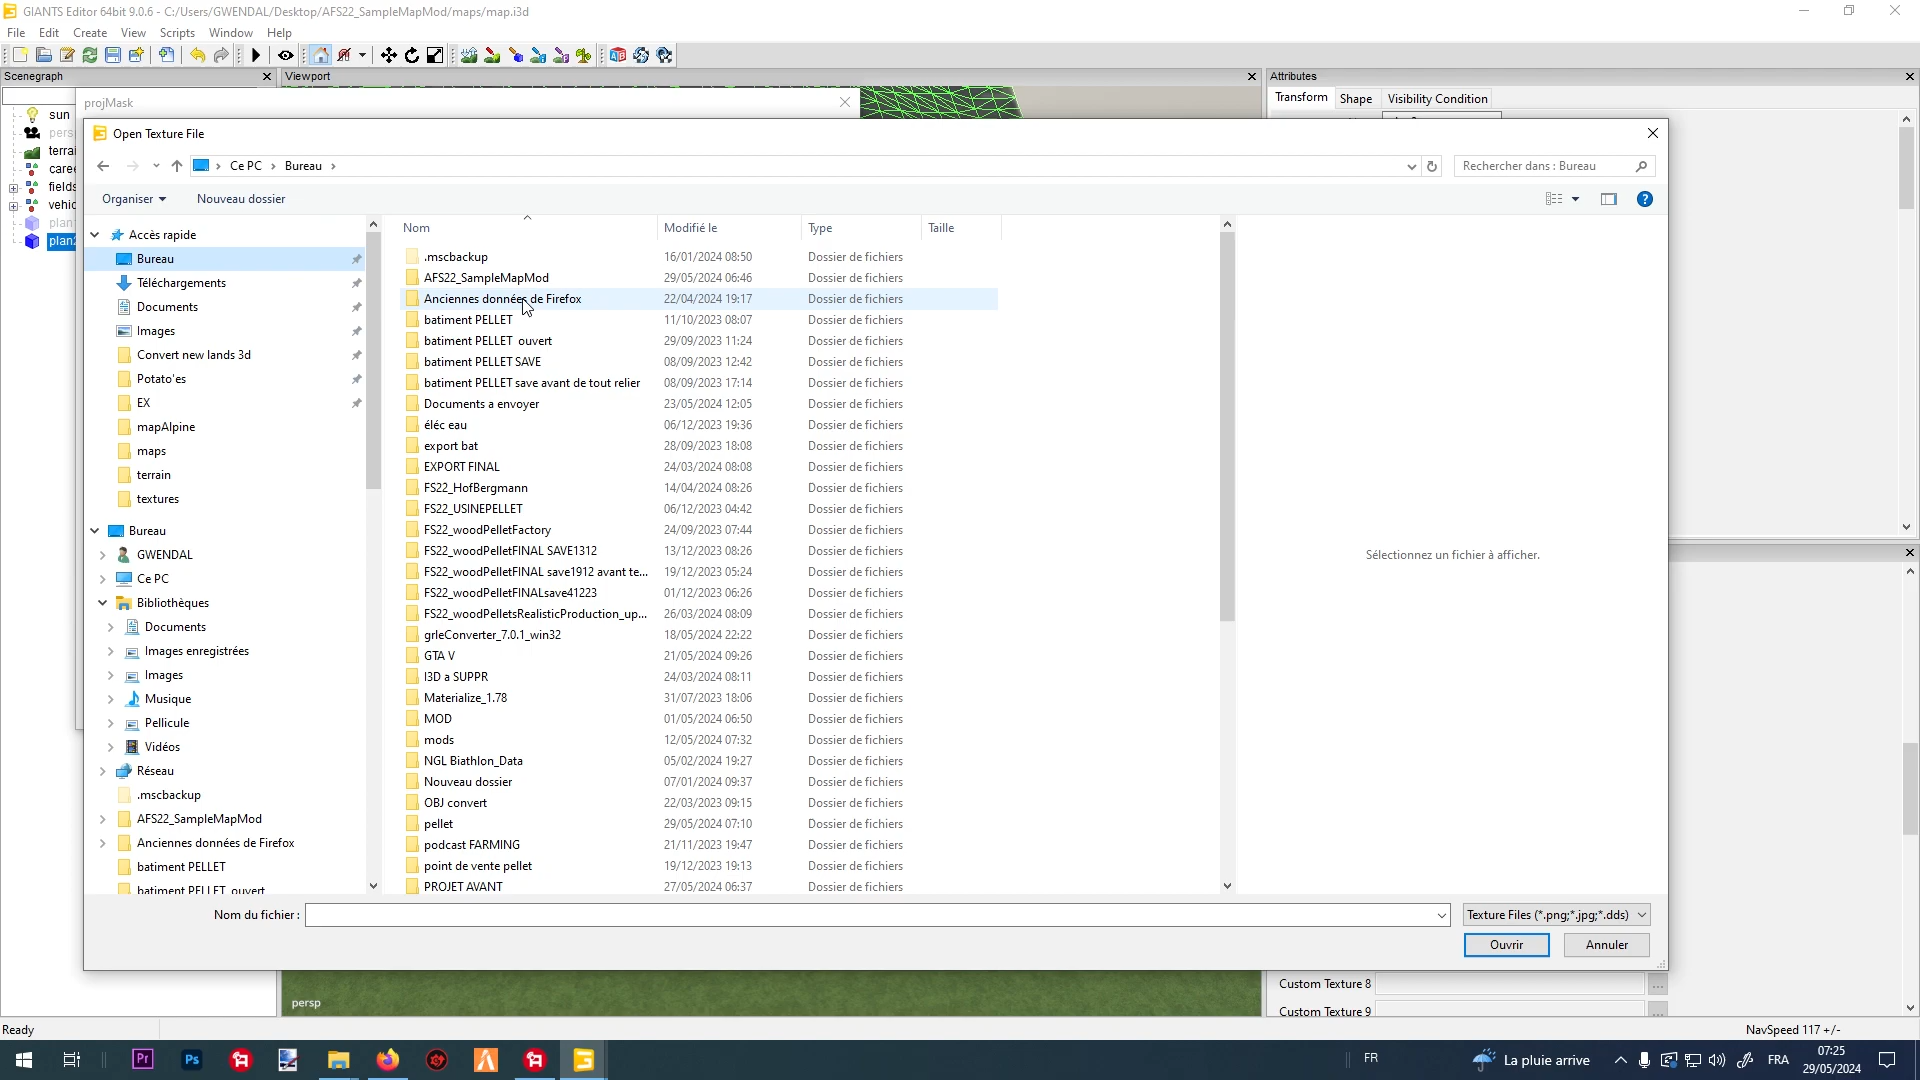 GIANTS Editor 64bit 9.0.6 - C:/Users/GWENDAL/Desktop/AFS22_SampleMapMod/maps/map.i3d
File Edit Create View Scripts Window Help
Scenegraph
Viewport
Attributes
projMask
Transform Shape Visibility Condition
sun
pers
terrai
caree
fields
vehic
plan
plan2
Open Texture File
Ce PC > Bureau >
Rechercher dans : Bureau
Organiser Nouveau dossier
Accès rapide
Bureau
Téléchargements
Documents
Images
Convert new lands 3d
Potato'es
EX
mapAlpine
maps
terrain
textures
Bureau
GWENDAL
Ce PC
Bibliothèques
Documents
Images enregistrées
Images
Musique
Pellicule
Vidéos
Réseau
.mscbackup
AFS22_SampleMapMod
Anciennes données de Firefox
batiment PELLET
batiment PELLET ouvert
Nom Modifié le Type Taille
.mscbackup 16/01/2024 08:50 Dossier de fichiers
AFS22_SampleMapMod 29/05/2024 06:46 Dossier de fichiers
Anciennes données de Firefox 22/04/2024 19:17 Dossier de fichiers
batiment PELLET 11/10/2023 08:07 Dossier de fichiers
batiment PELLET ouvert 29/09/2023 11:24 Dossier de fichiers
batiment PELLET SAVE 08/09/2023 12:42 Dossier de fichiers
batiment PELLET save avant de tout relier 08/09/2023 17:14 Dossier de fichiers
Documents a envoyer 23/05/2024 12:05 Dossier de fichiers
éléc eau 06/12/2023 19:36 Dossier de fichiers
export bat 28/09/2023 18:08 Dossier de fichiers
EXPORT FINAL 24/03/2024 08:08 Dossier de fichiers
FS22_HofBergmann 14/04/2024 08:26 Dossier de fichiers
FS22_USINEPELLET 06/12/2023 04:42 Dossier de fichiers
FS22_woodPelletFactory 24/09/2023 07:44 Dossier de fichiers
FS22_woodPelletFINAL SAVE1312 13/12/2023 08:26 Dossier de fichiers
FS22_woodPelletFINAL save1912 avant te... 19/12/2023 05:24 Dossier de fichiers
FS22_woodPelletFINALsave41223 01/12/2023 06:26 Dossier de fichiers
FS22_woodPelletsRealisticProduction_up... 26/03/2024 08:09 Dossier de fichiers
grleConverter_7.0.1_win32 18/05/2024 22:22 Dossier de fichiers
GTA V 21/05/2024 09:26 Dossier de fichiers
I3D a SUPPR 24/03/2024 08:11 Dossier de fichiers
Materialize_1.78 31/07/2023 18:06 Dossier de fichiers
MOD 01/05/2024 06:50 Dossier de fichiers
mods 12/05/2024 07:32 Dossier de fichiers
NGL Biathlon_Data 05/02/2024 19:27 Dossier de fichiers
Nouveau dossier 07/01/2024 09:37 Dossier de fichiers
OBJ convert 22/03/2023 09:15 Dossier de fichiers
pellet 29/05/2024 07:10 Dossier de fichiers
podcast FARMING 21/11/2023 19:47 Dossier de fichiers
point de vente pellet 19/12/2023 19:13 Dossier de fichiers
PROJET AVANT 27/05/2024 06:37 Dossier de fichiers
Sélectionnez un fichier à afficher.
Nom du fichier :
Texture Files (*.png;*.jpg;*.dds)
Ouvrir Annuler
Custom Texture 8 ...
Custom Texture 9 ...
persp
Ready
NavSpeed 117 +/-
Pr
Ps
FR
La pluie arrive
FRA
07:25
29/05/2024